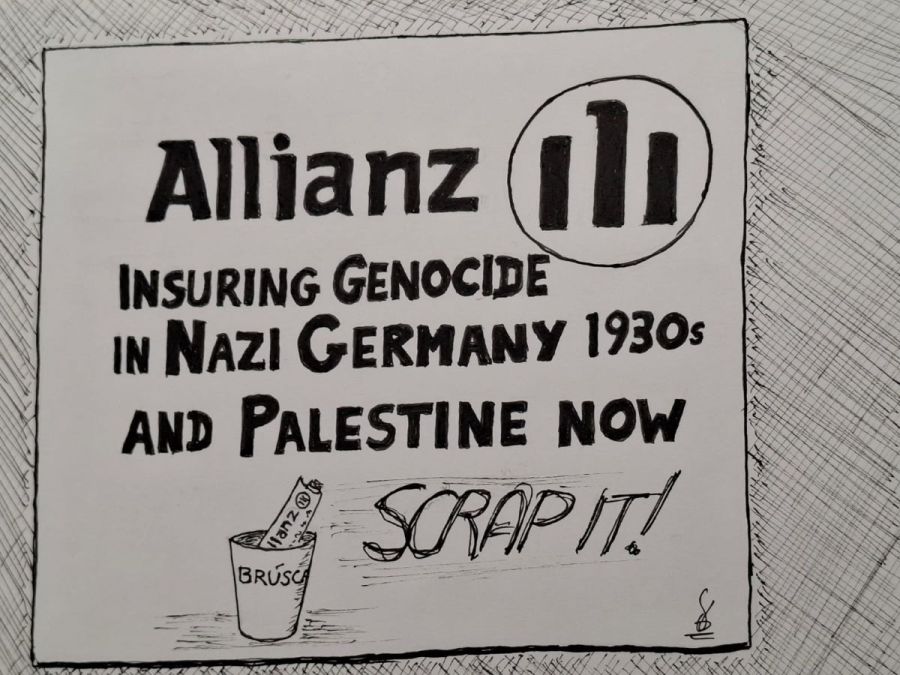 Allianz
INSURING GENOCIDE
IN NAZI GERMANY 1930s
AND PALESTINE NOW
SCRAP IT!
llianz
BRÚSC